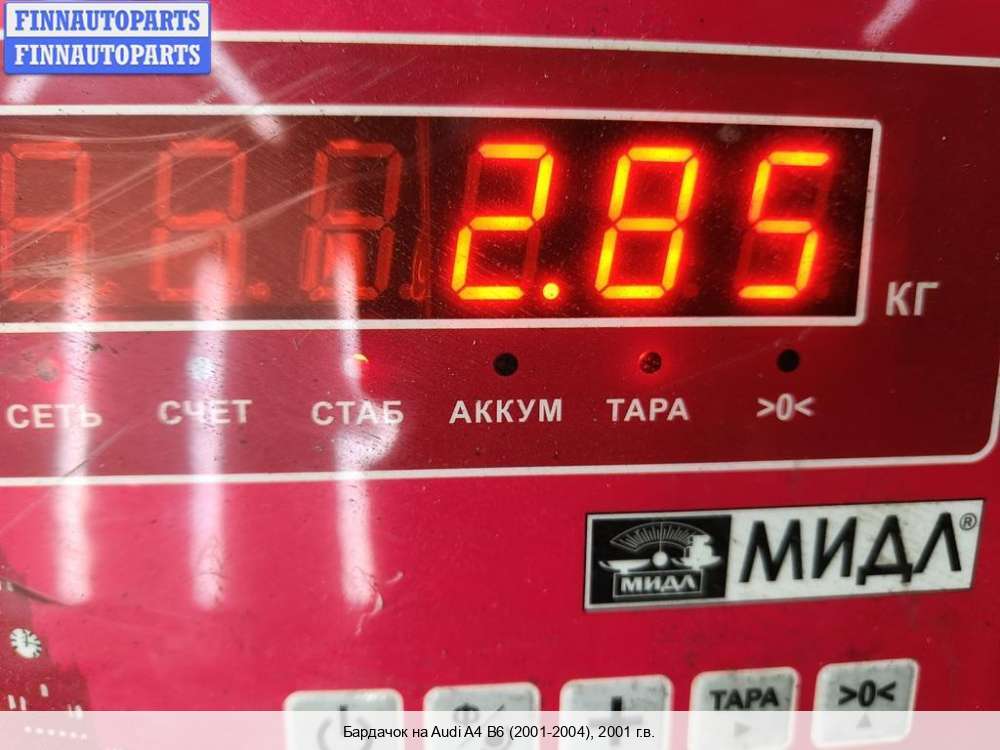 FINNAUTOPARTS
FINNAUTOPARTS
2.85
КГ
СЕТЬ СЧЕТ СТАБ АККУМ ТАРА >0<
МИДЛ МИДЛ®
ТАРА >0<
Бардачок на Audi A4 B6 (2001-2004), 2001 г.в.